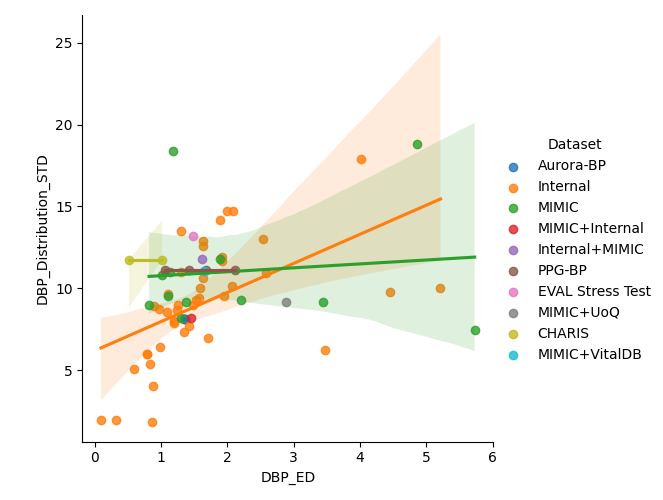 25
20
15
10
5
DBP_Distribution_STD
0
1
2
3
4
5
6
DBP_ED
Dataset
Aurora-BP
Internal
MIMIC
MIMIC+Internal
Internal+MIMIC
PPG-BP
EVAL Stress Test
MIMIC+UoQ
CHARIS
MIMIC+VitalDB